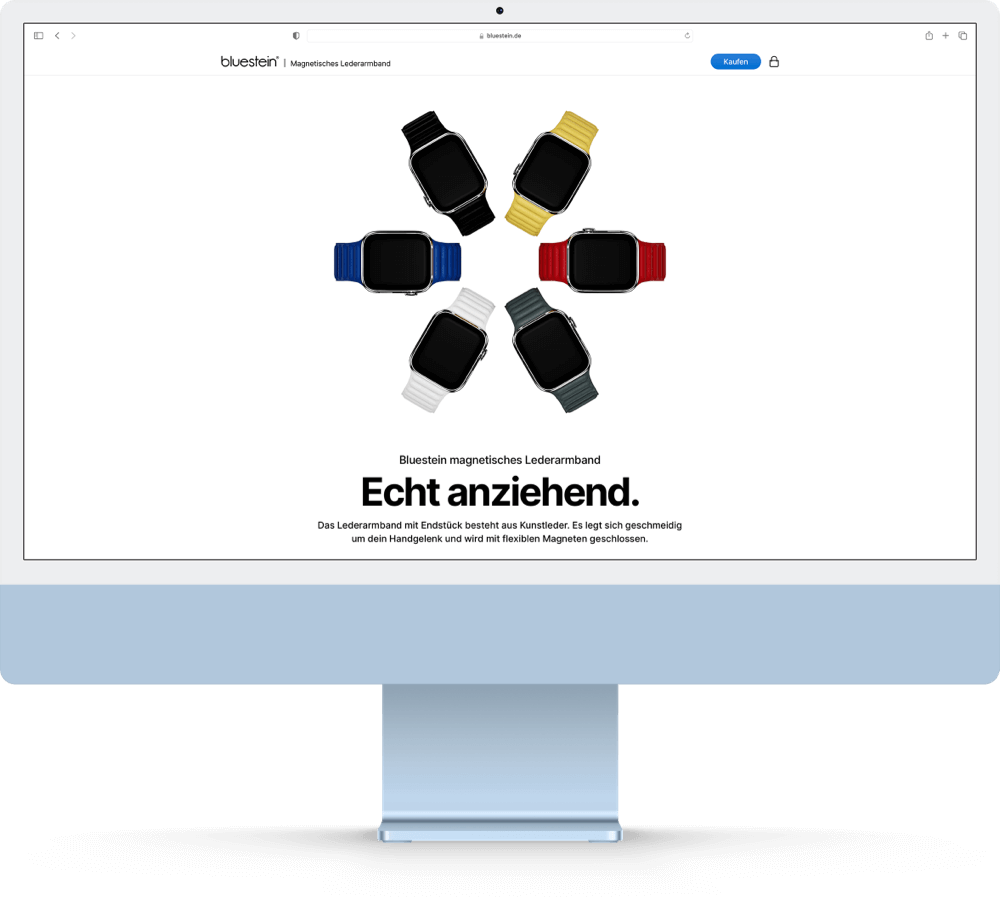 bluestein.de
bluestein® | Magnetisches Lederarmband
Kaufen
Bluestein magnetisches Lederarmband
Echt anziehend.
Das Lederarmband mit Endstück besteht aus Kunstleder. Es legt sich geschmeidig
um dein Handgelenk und wird mit flexiblen Magneten geschlossen.